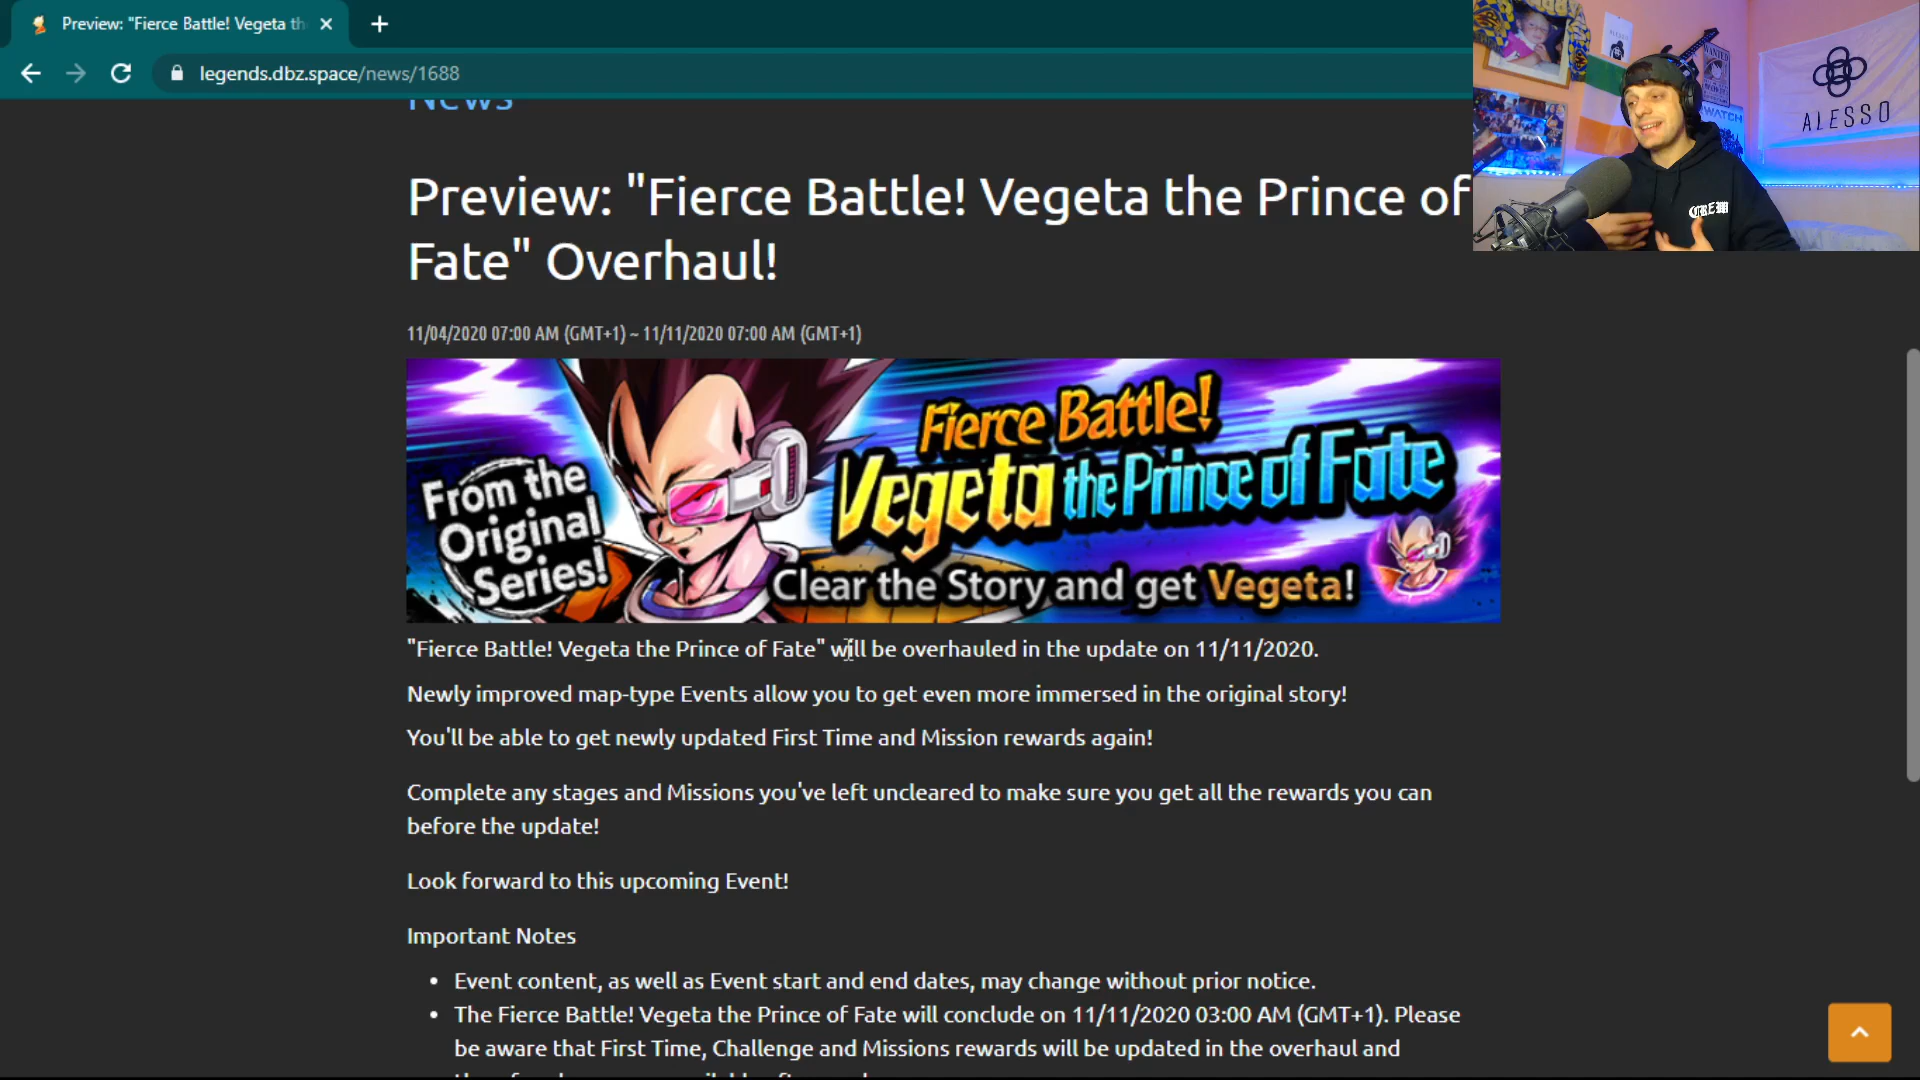 Preview: "Fierce Battle! Vegeta th
legends.dbz.space/news/1688
News
Preview: "Fierce Battle! Vegeta the Prince of
Fate" Overhaul!
11/04/2020 07:00 AM (GMT+1) ~ 11/11/2020 07:00 AM (GMT+1)
From the
Original
Series!
Fierce Battle!
Vegeta the Prince of Fate
Clear the Story and get Vegeta!
"Fierce Battle! Vegeta the Prince of Fate" will be overhauled in the update on 11/11/2020.
Newly improved map-type Events allow you to get even more immersed in the original story!
You'll be able to get newly updated First Time and Mission rewards again!
Complete any stages and Missions you've left uncleared to make sure you get all the rewards you can
before the update!
Look forward to this upcoming Event!
Important Notes
• Event content, as well as Event start and end dates, may change without prior notice.
• The Fierce Battle! Vegeta the Prince of Fate will conclude on 11/11/2020 03:00 AM (GMT+1). Please
be aware that First Time, Challenge and Missions rewards will be updated in the overhaul and
ALESSO
WANTED
WATCH
CREW